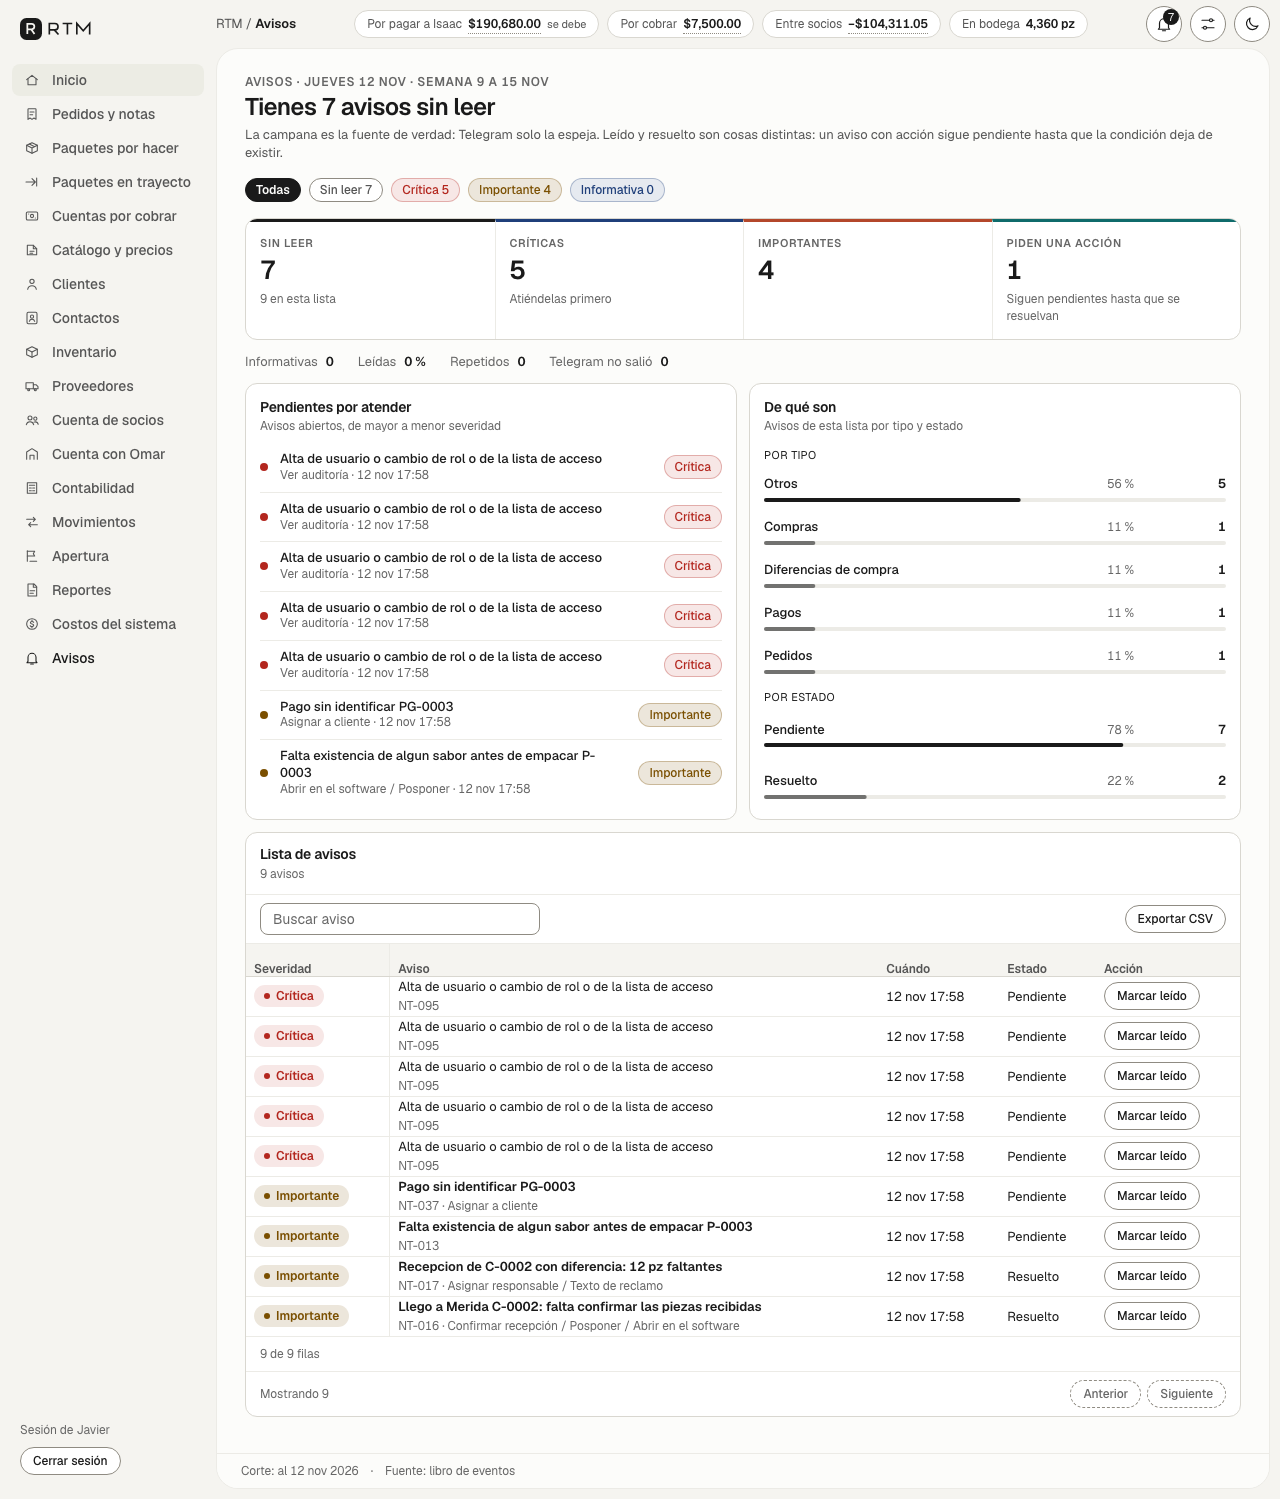 R RTM
RTM / Avisos
Por pagar a Isaac $190,680.00 se debe
Por cobrar $7,500.00
Entre socios −$104,311.05
En bodega 4,360 pz
7
Inicio
Pedidos y notas
Paquetes por hacer
Paquetes en trayecto
Cuentas por cobrar
Catálogo y precios
Clientes
Contactos
Inventario
Proveedores
Cuenta de socios
Cuenta con Omar
Contabilidad
Movimientos
Apertura
Reportes
Costos del sistema
Avisos
Sesión de Javier
Cerrar sesión
AVISOS · JUEVES 12 NOV · SEMANA 9 A 15 NOV
Tienes 7 avisos sin leer
La campana es la fuente de verdad: Telegram solo la espeja. Leído y resuelto son cosas distintas: un aviso con acción sigue pendiente hasta que la condición deja de
existir.
Todas
Sin leer 7
Crítica 5
Importante 4
Informativa 0
SIN LEER
7
9 en esta lista
CRÍTICAS
5
Atiéndelas primero
IMPORTANTES
4
PIDEN UNA ACCIÓN
1
Siguen pendientes hasta que se
resuelvan
Informativas 0
Leídas 0 %
Repetidos 0
Telegram no salió 0
Pendientes por atender
Avisos abiertos, de mayor a menor severidad
Alta de usuario o cambio de rol o de la lista de acceso
Ver auditoría · 12 nov 17:58
Crítica
Alta de usuario o cambio de rol o de la lista de acceso
Ver auditoría · 12 nov 17:58
Crítica
Alta de usuario o cambio de rol o de la lista de acceso
Ver auditoría · 12 nov 17:58
Crítica
Alta de usuario o cambio de rol o de la lista de acceso
Ver auditoría · 12 nov 17:58
Crítica
Alta de usuario o cambio de rol o de la lista de acceso
Ver auditoría · 12 nov 17:58
Crítica
Pago sin identificar PG-0003
Asignar a cliente · 12 nov 17:58
Importante
Falta existencia de algun sabor antes de empacar P-
0003
Abrir en el software / Posponer · 12 nov 17:58
Importante
De qué son
Avisos de esta lista por tipo y estado
POR TIPO
Otros 56 % 5
Compras 11 % 1
Diferencias de compra 11 % 1
Pagos 11 % 1
Pedidos 11 % 1
POR ESTADO
Pendiente 78 % 7
Resuelto 22 % 2
Lista de avisos
9 avisos
Buscar aviso
Exportar CSV
Severidad Aviso Cuándo Estado Acción
Crítica Alta de usuario o cambio de rol o de la lista de acceso 12 nov 17:58 Pendiente Marcar leído
NT-095
Crítica Alta de usuario o cambio de rol o de la lista de acceso 12 nov 17:58 Pendiente Marcar leído
NT-095
Crítica Alta de usuario o cambio de rol o de la lista de acceso 12 nov 17:58 Pendiente Marcar leído
NT-095
Crítica Alta de usuario o cambio de rol o de la lista de acceso 12 nov 17:58 Pendiente Marcar leído
NT-095
Crítica Alta de usuario o cambio de rol o de la lista de acceso 12 nov 17:58 Pendiente Marcar leído
NT-095
Importante Pago sin identificar PG-0003 12 nov 17:58 Pendiente Marcar leído
NT-037 · Asignar a cliente
Importante Falta existencia de algun sabor antes de empacar P-0003 12 nov 17:58 Pendiente Marcar leído
NT-013
Importante Recepcion de C-0002 con diferencia: 12 pz faltantes 12 nov 17:58 Resuelto Marcar leído
NT-017 · Asignar responsable / Texto de reclamo
Importante Llego a Merida C-0002: falta confirmar las piezas recibidas 12 nov 17:58 Resuelto Marcar leído
NT-016 · Confirmar recepción / Posponer / Abrir en el software
9 de 9 filas
Mostrando 9
Anterior
Siguiente
Corte: al 12 nov 2026 · Fuente: libro de eventos